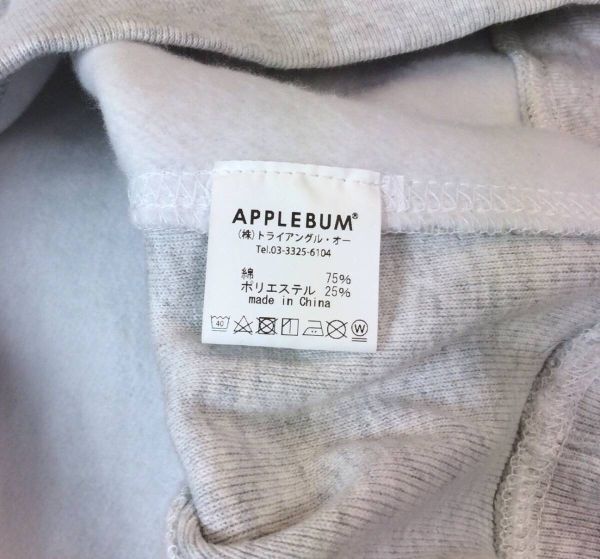 APPLEBUM®
(株)トライアングル・オー
Tel.03-3325-6104
綿 75%
ポリエステル 25%
made in China
40 W